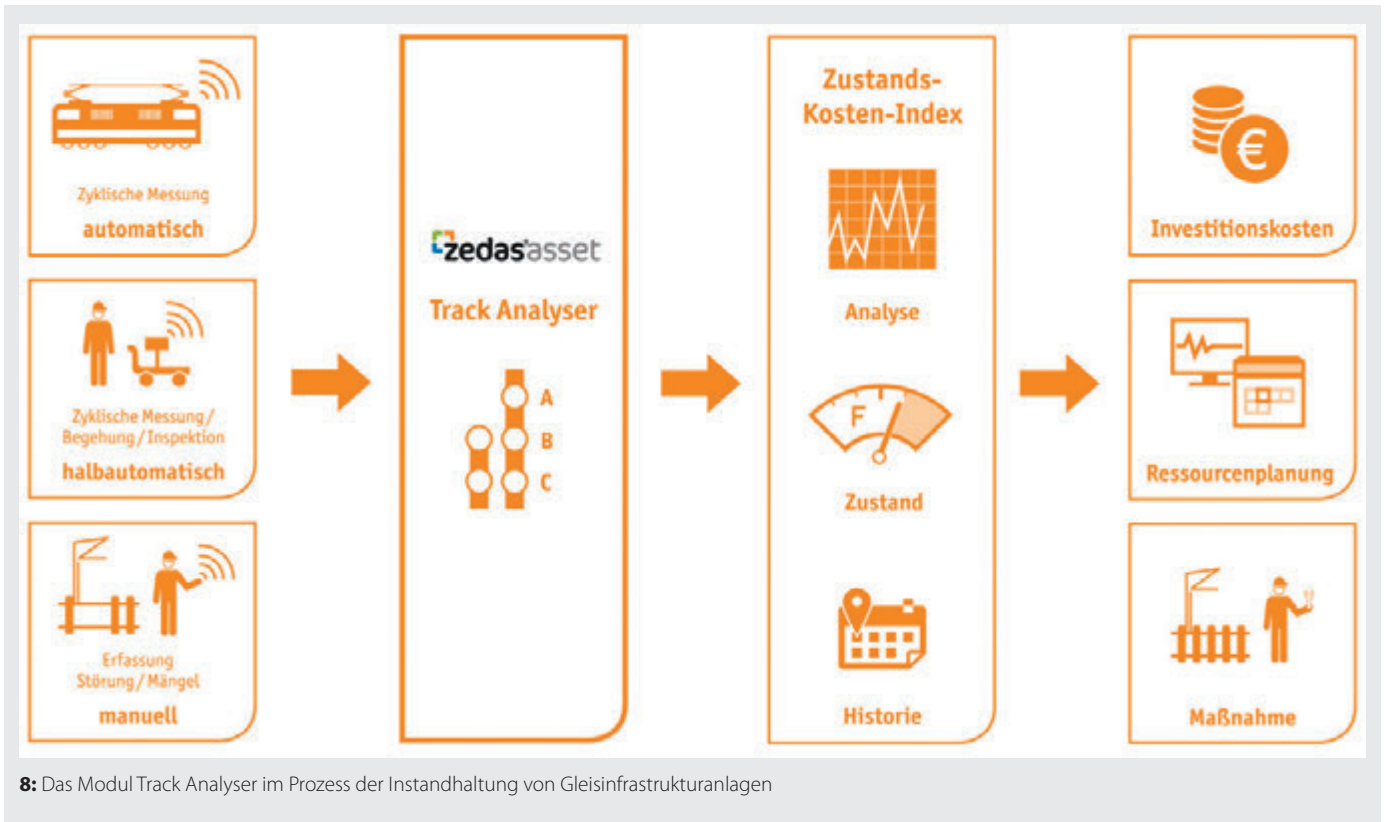 Zyklische Messung
automatisch
Zyklische Messung /
Begehung / Inspektion
halbautomatisch
Erfassung
Störung / Mängel
manuell
zedas asset
Track Analyser
A
B
C
Zustands-
Kosten-Index
Analyse
F
Zustand
Historie
€
Investitionskosten
Ressourcenplanung
Maßnahme
8: Das Modul Track Analyser im Prozess der Instandhaltung von Gleisinfrastrukturanlagen